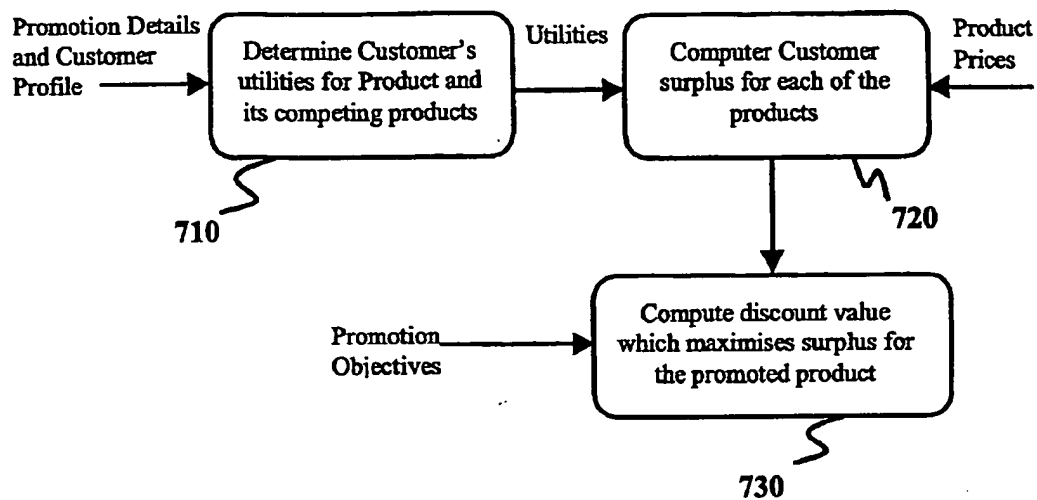 Promotion Details
and Customer
Profile
Determine Customer's
utilities for Product and
its competing products
Utilities
Computer Customer
surplus for each of the
products
Product
Prices
710
720
Promotion
Objectives
Compute discount value
which maximises surplus for
the promoted product
730